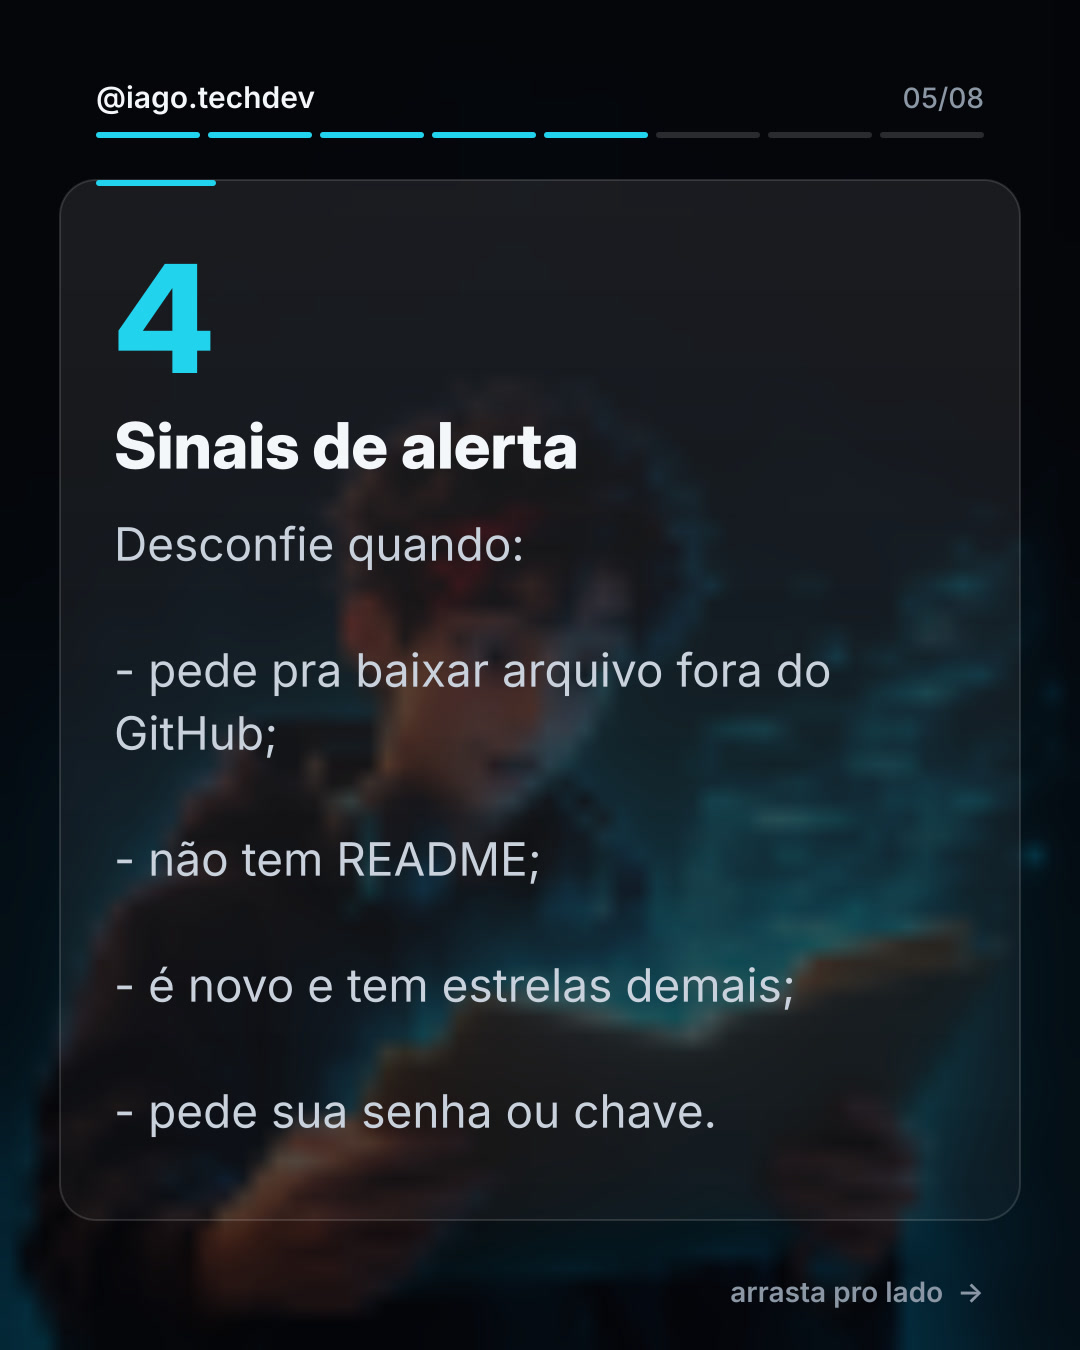 @iago.techdev
05/08
4
Sinais de alerta
Desconfie quando:
- pede pra baixar arquivo fora do
GitHub;
- não tem README;
- é novo e tem estrelas demais;
- pede sua senha ou chave.
arrasta pro lado →